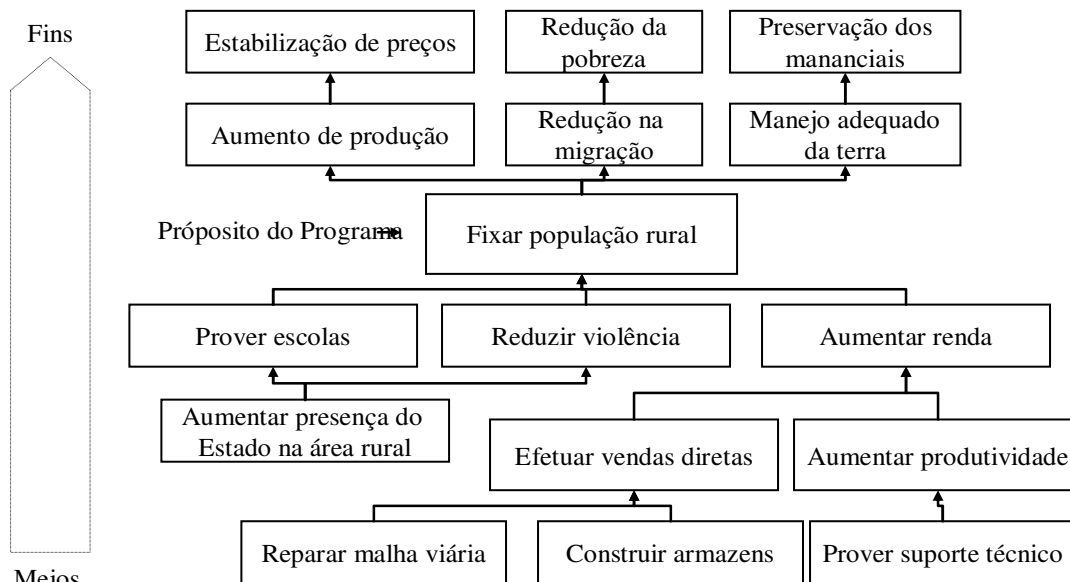 Fins
Estabilização de preços
Redução da
pobreza
Preservação dos
mananciais
Aumento de produção
Redução na
migração
Manejo adequado
da terra
Próposito do Programa
Fixar população rural
Prover escolas
Reduzir violência
Aumentar renda
Aumentar presença do
Estado na área rural
Efetuar vendas diretas
Aumentar produtividade
Reparar malha viária
Construir armazens
Prover suporte técnico
Meios